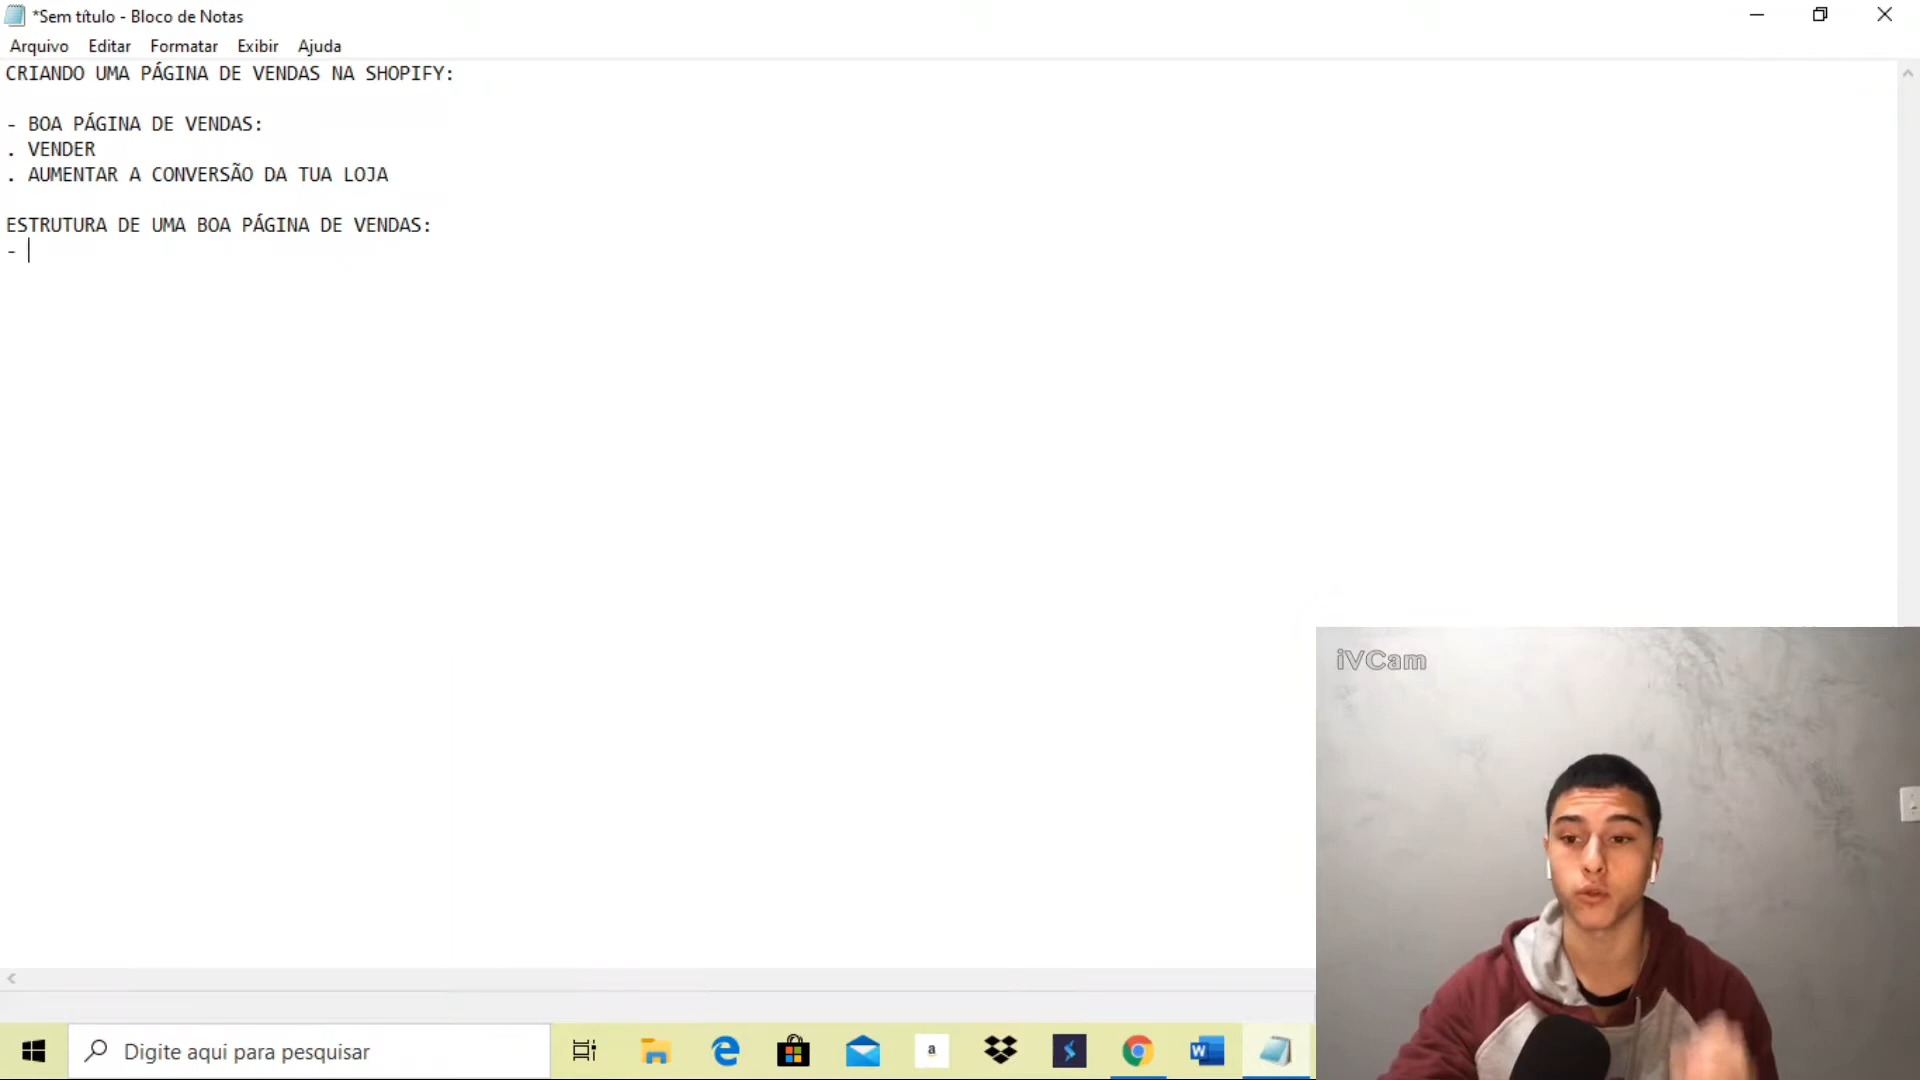 *Sem título - Bloco de Notas
Arquivo Editar Formatar Exibir Ajuda
CRIANDO UMA PÁGINA DE VENDAS NA SHOPIFY:
- BOA PÁGINA DE VENDAS:
. VENDER
. AUMENTAR A CONVERSÃO DA TUA LOJA
ESTRUTURA DE UMA BOA PÁGINA DE VENDAS:
-
iVCam
Digite aqui para pesquisar
a
W